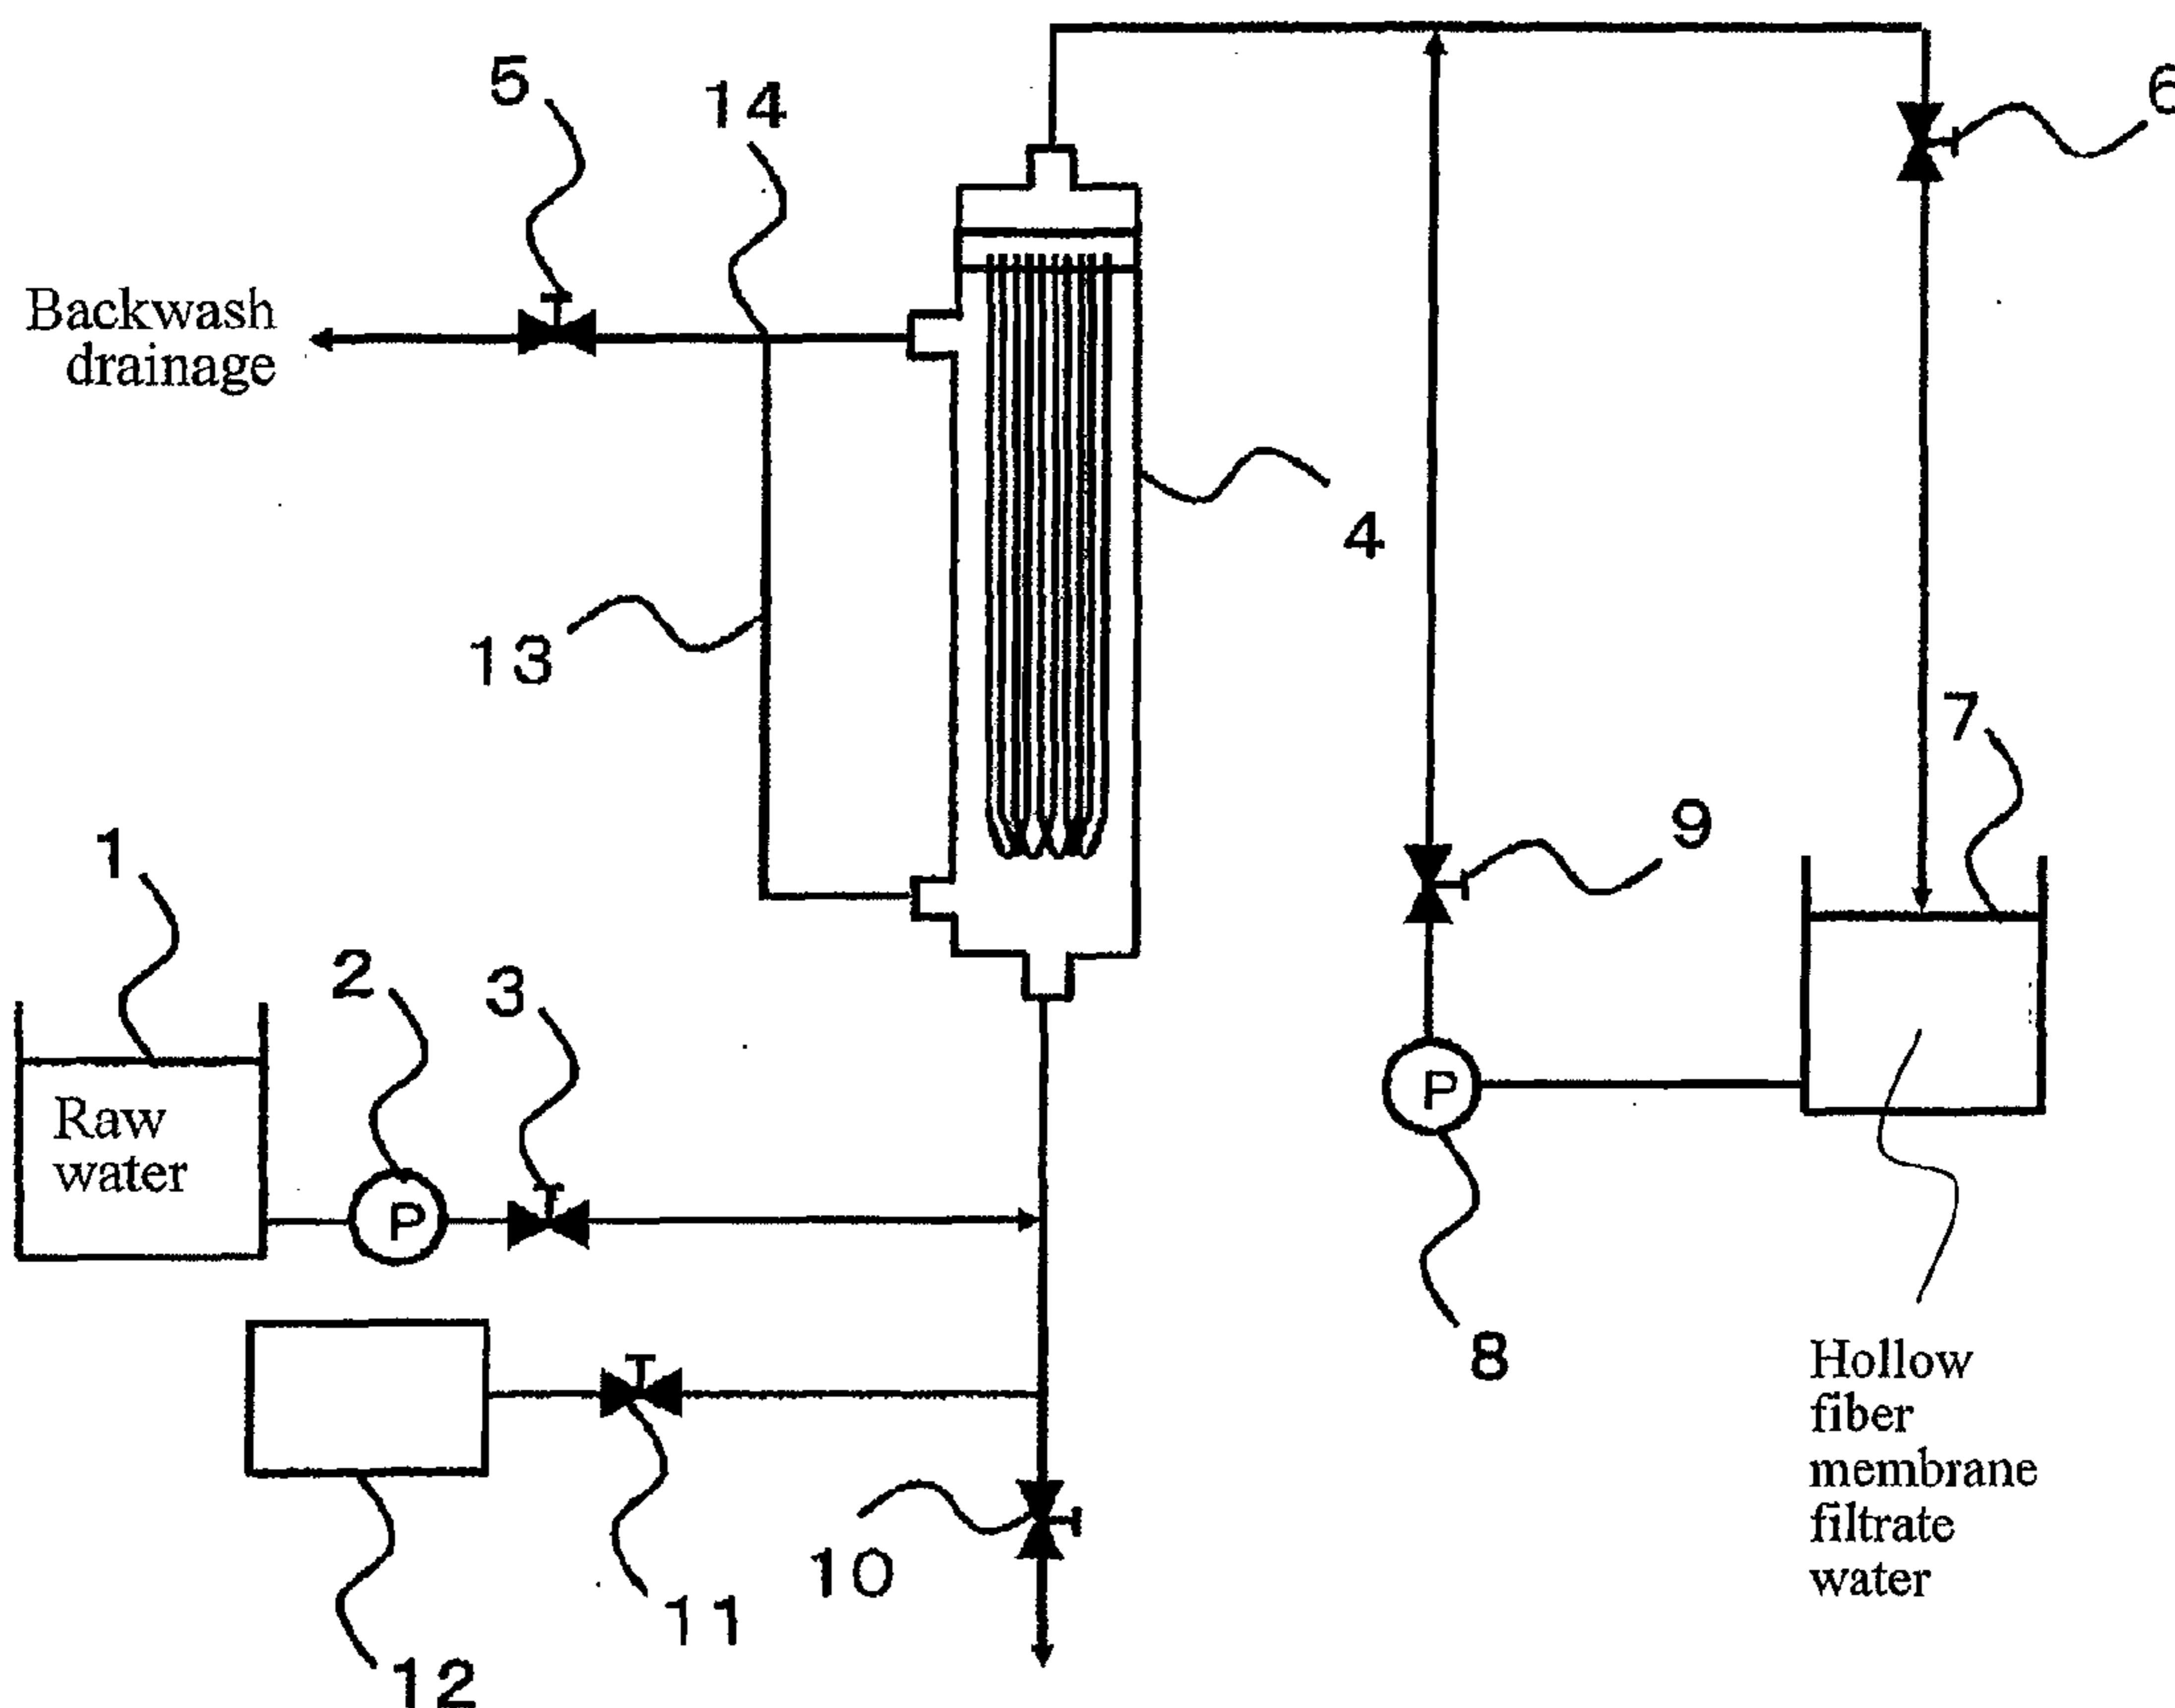 5
14
6
Backwash
drainage
4
13
7
9
1
2
3
P
Raw
water
P
8
Hollow
fiber
membrane
filtrate
water
10
11
12